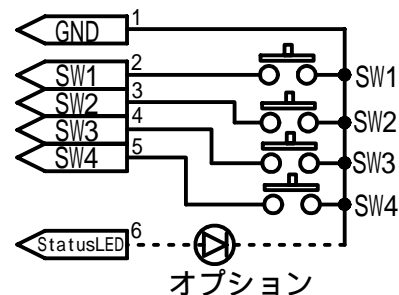 GND 1
SW1 2
SW1
SW2 3
SW2
SW3 4
SW3
SW4 5
SW4
StatusLED 6
オプション